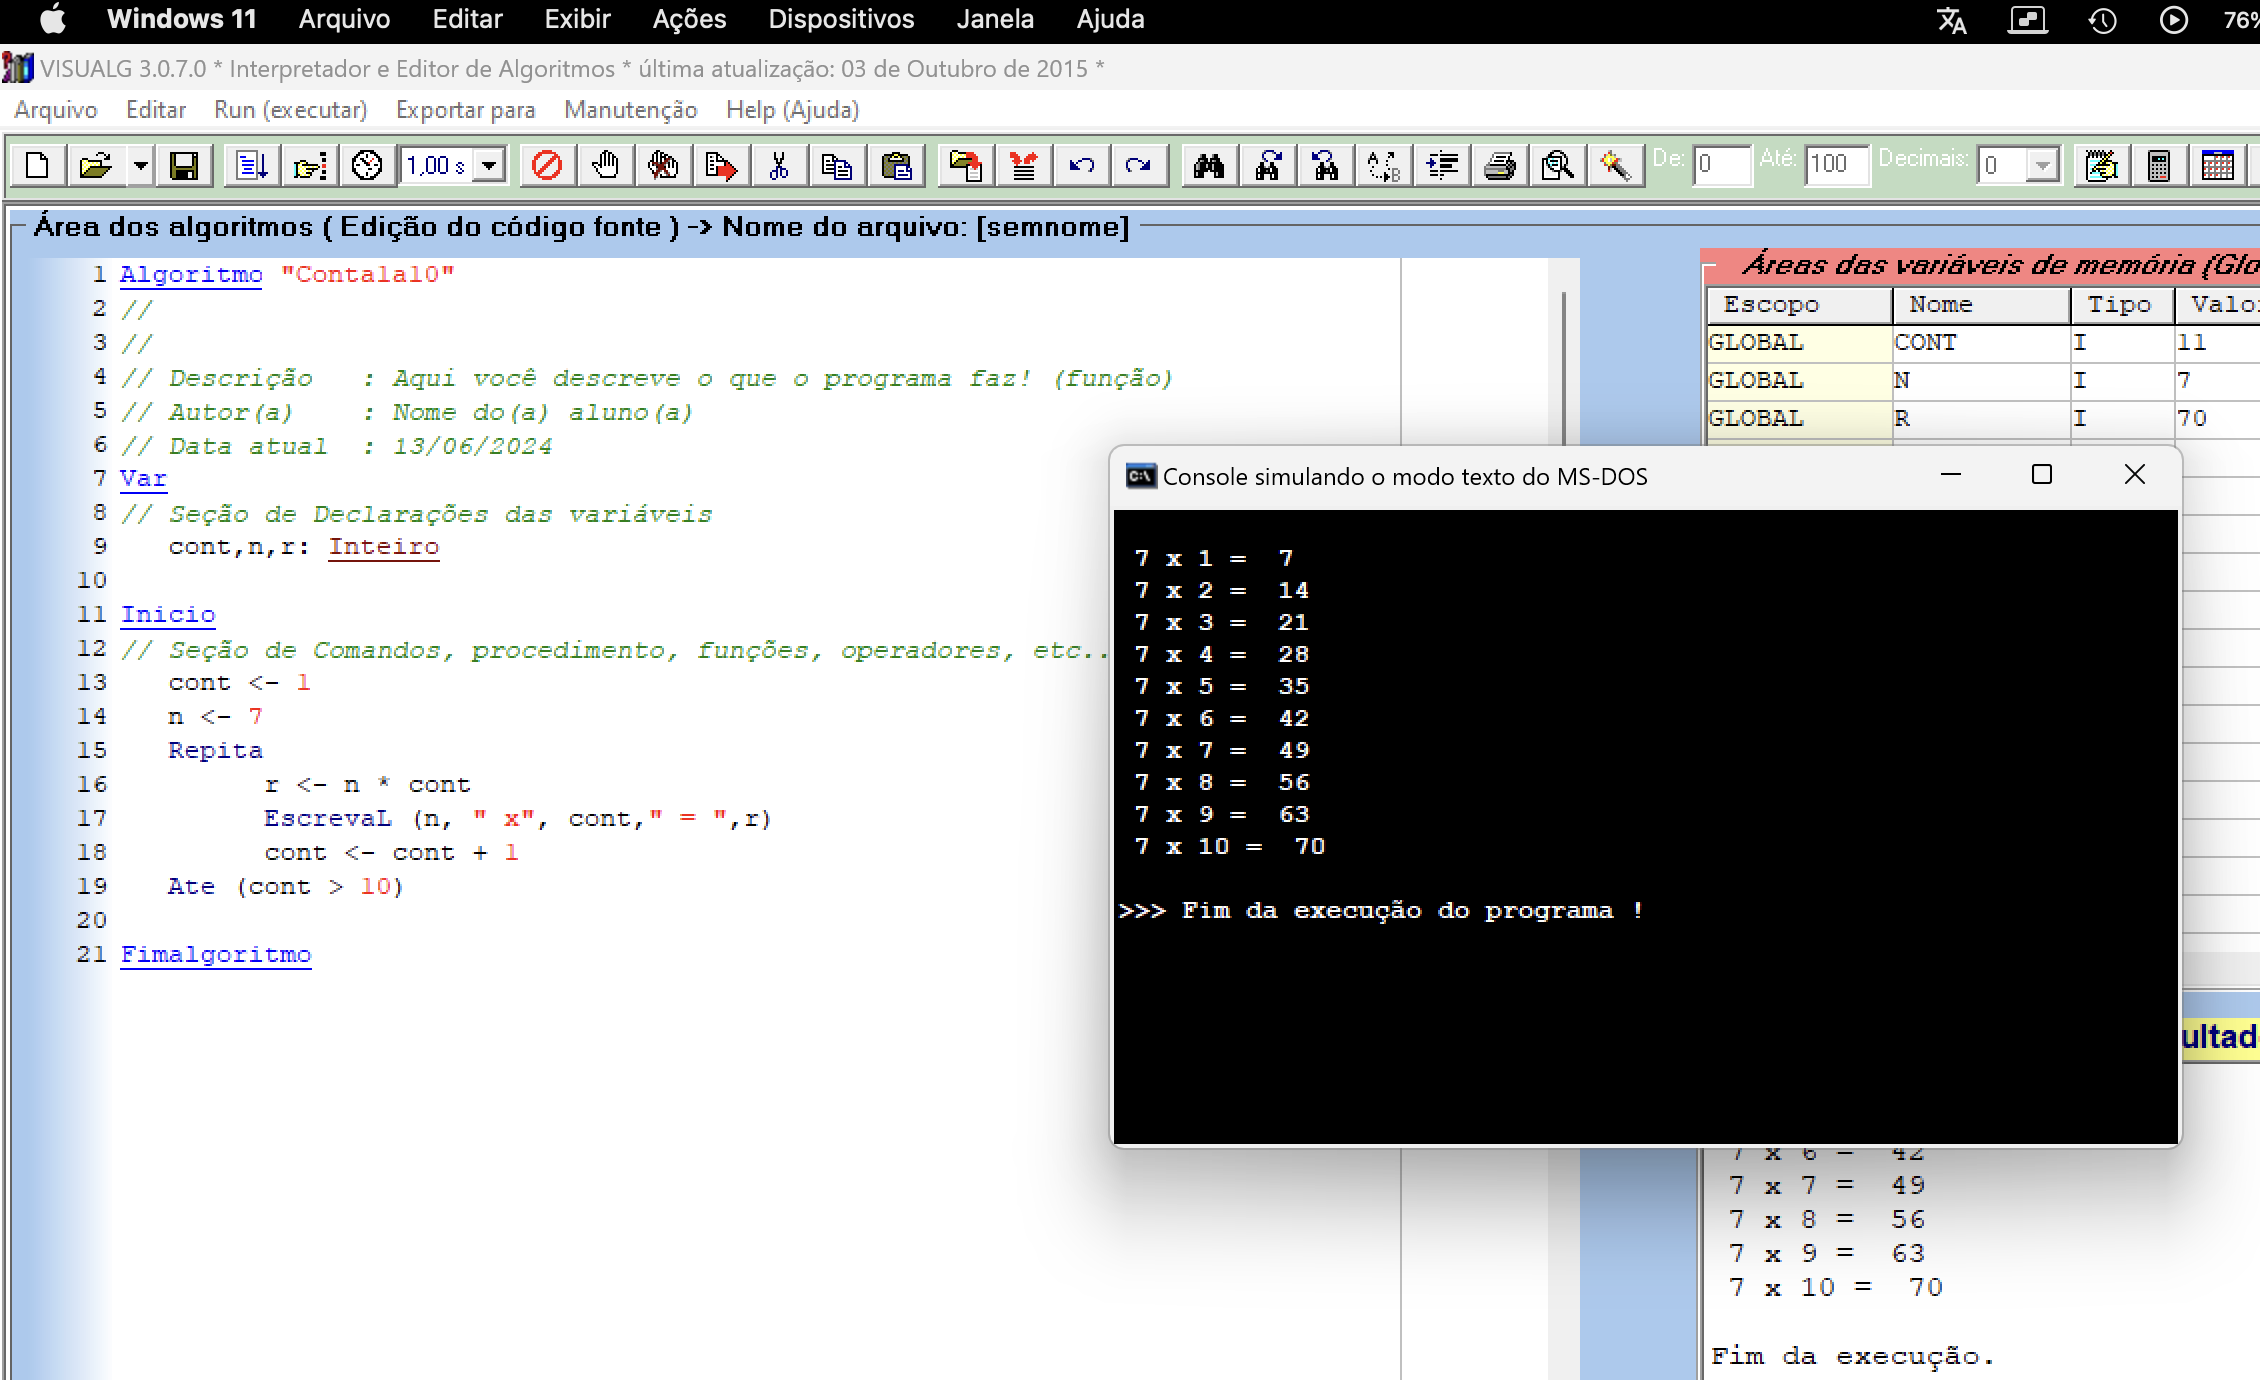 Windows 11 Arquivo Editar Exibir Ações Dispositivos Janela Ajuda
VISUALG 3.0.7.0 * Interpretador e Editor de Algoritmos * última atualização: 03 de Outubro de 2015 *
Arquivo Editar Run (executar) Exportar para Manutenção Help (Ajuda)
1,00 s De: 0 Até: 100 Decimais: 0
Área dos algoritmos ( Edição do código fonte ) -> Nome do arquivo: [semnome]
1 Algoritmo "Conta1a10"
2 //
3 //
4 // Descrição   : Aqui você descreve o que o programa faz! (função)
5 // Autor(a)    : Nome do(a) aluno(a)
6 // Data atual  : 13/06/2024
7 Var
8 // Seção de Declarações das variáveis
9    cont,n,r: Inteiro
10
11 Inicio
12 // Seção de Comandos, procedimento, funções, operadores, etc..
13    cont <- 1
14    n <- 7
15    Repita
16          r <- n * cont
17          EscrevaL (n, " x", cont," = ",r)
18          cont <- cont + 1
19    Ate (cont > 10)
20
21 Fimalgoritmo
Áreas das variáveis de memória
Escopo Nome Tipo
GLOBAL CONT I 11
GLOBAL N I 7
GLOBAL R I 70
Console simulando o modo texto do MS-DOS
7 x 1 =  7
7 x 2 =  14
7 x 3 =  21
7 x 4 =  28
7 x 5 =  35
7 x 6 =  42
7 x 7 =  49
7 x 8 =  56
7 x 9 =  63
7 x 10 =  70
>>> Fim da execução do programa !
7 x 6 =  42
7 x 7 =  49
7 x 8 =  56
7 x 9 =  63
7 x 10 =  70
Fim da execução.